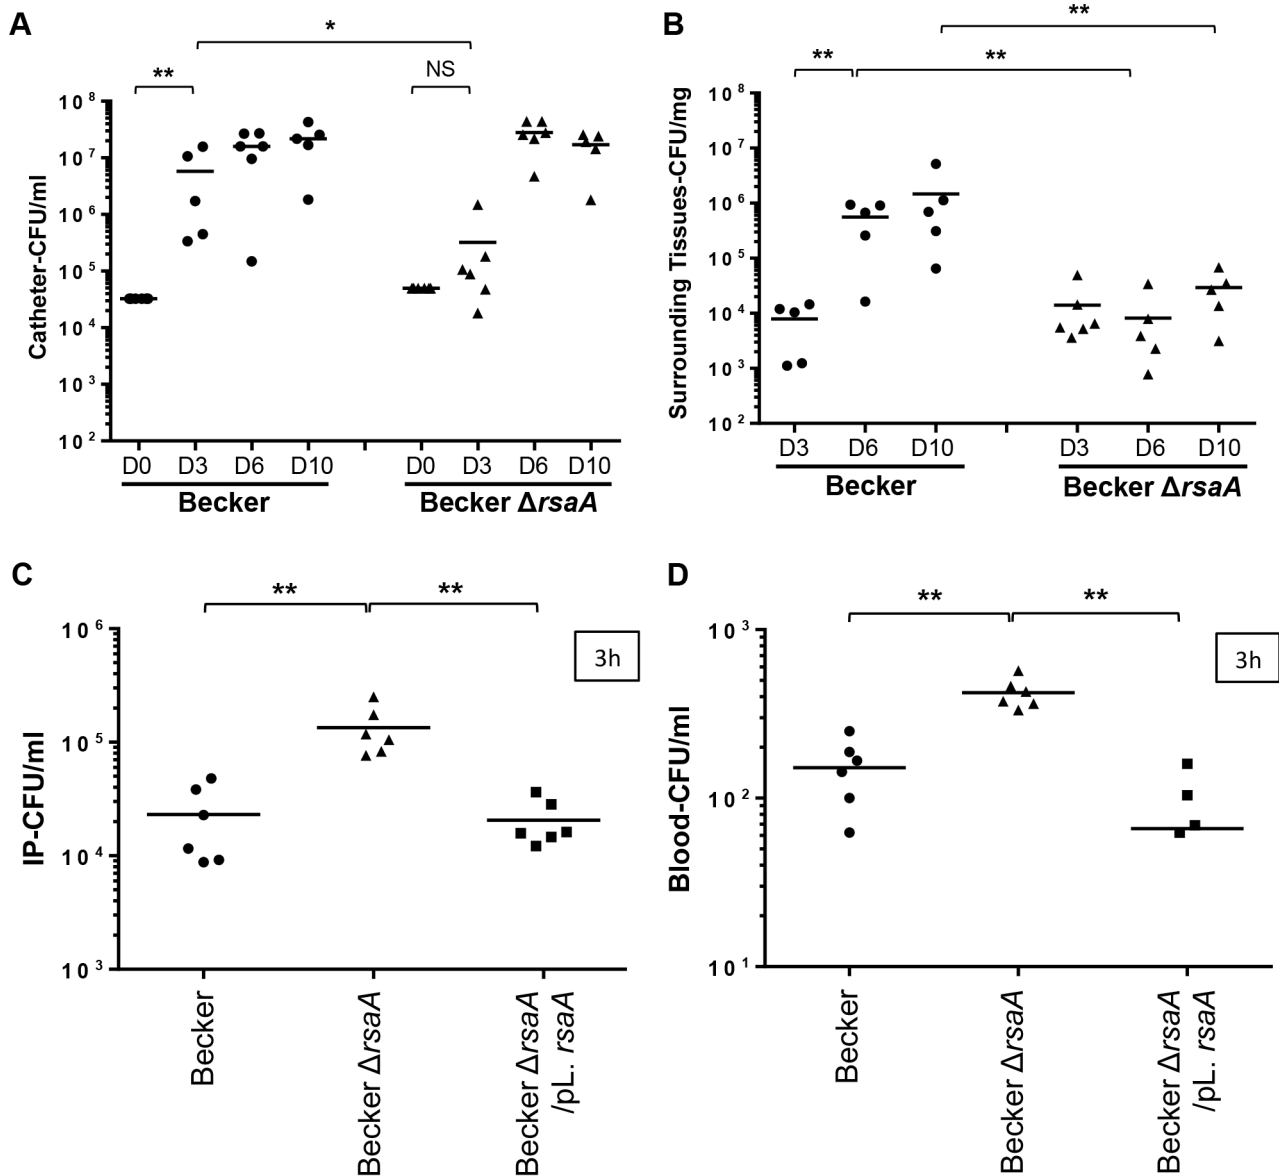 A
*
**
NS
Catheter-CFU/ml
10 8
10 7
10 6
10 5
10 4
10 3
10 2
D0 D3 D6 D10 D0 D3 D6 D10
Becker Becker ΔrsaA
B
**
** **
Surrounding Tissues-CFU/mg
10 8
10 7
10 6
10 5
10 4
10 3
10 2
D3 D6 D10 D3 D6 D10
Becker Becker ΔrsaA
C
** **
3h
IP-CFU/ml
10 6
10 5
10 4
10 3
Becker
Becker ΔrsaA
Becker ΔrsaA
/pL. rsaA
D
** **
3h
Blood-CFU/ml
10 3
10 2
10 1
Becker
Becker ΔrsaA
Becker ΔrsaA
/pL. rsaA